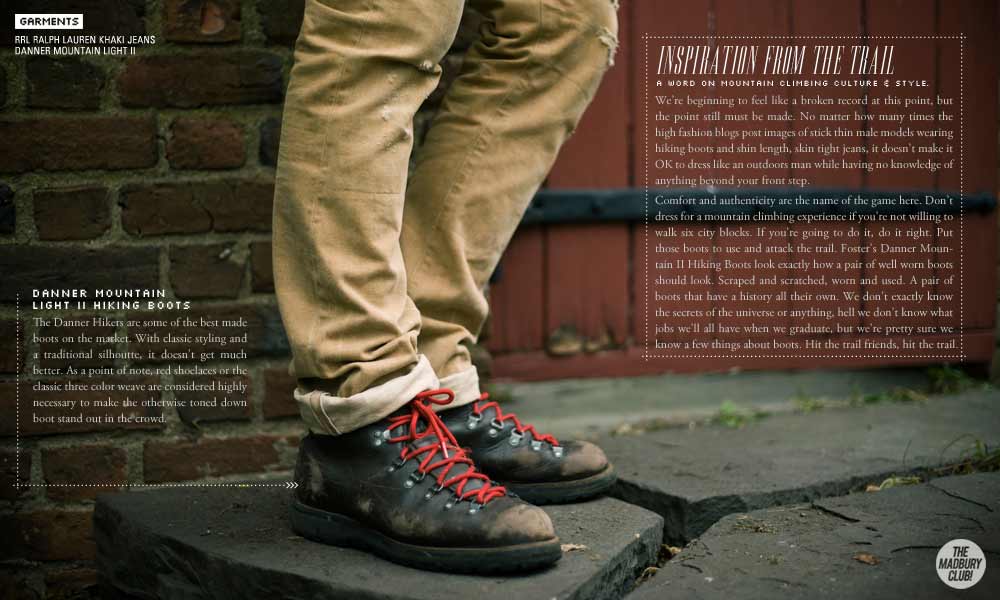 GARMENTS
RRL RALPH LAUREN KHAKI JEANS
DANNER MOUNTAIN LIGHT II
INSPIRATION FROM THE TRAIL
A WORD ON MOUNTAIN CLIMBING CULTURE & STYLE.
We're beginning to feel like a broken record at this point, but
the point still must be made. No matter how many times the
high fashion blogs post images of stick thin male models wearing
hiking boots and shin length, skin tight jeans, it doesn't make it
OK to dress like an outdoors man while having no knowledge of
anything beyond your front step.
Comfort and authenticity are the name of the game here. Don't
dress for a mountain climbing experience if you're not willing to
walk six city blocks. If you're going to do it, do it right. Put
those boots to use and attack the trail. Foster's Danner Moun-
tain II Hiking Boots look exactly how a pair of well worn boots
should look. Scraped and scratched, worn and used. A pair of
boots that have a history all their own. We don't exactly know
the secrets of the universe or anything, hell we don't know what
jobs we'll all have when we graduate, but we're pretty sure we
know a few things about boots. Hit the trail friends, hit the trail.
DANNER MOUNTAIN
LIGHT II HIKING BOOTS
The Danner Hikers are some of the best made
boots on the market. With classic styling and
a traditional silhoutte, it doesn't get much
better. As a point of note, red shoelaces or the
classic three color weave are considered highly
necessary to make the otherwise toned down
boot stand out in the crowd.
THE
MADBURY
CLUB!